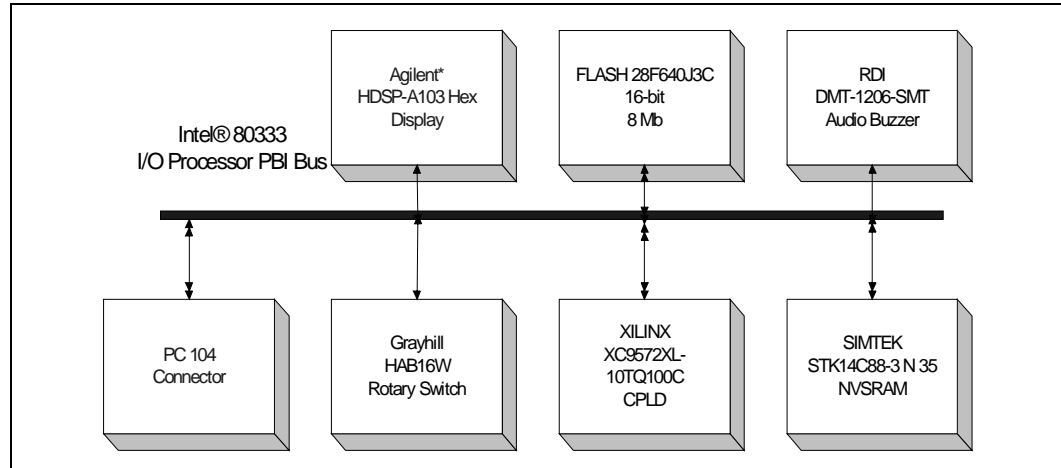 Agilent*
HDSP-A103 Hex
Display
FLASH 28F640J3C
16-bit
8 Mb
RDI
DMT-1206-SMT
Audio Buzzer
Intel® 80333
I/O Processor PBI Bus
PC 104
Connector
Grayhill
HAB16W
Rotary Switch
XILINX
XC9572XL-
10TQ100C
CPLD
SIMTEK
STK14C88-3 N 35
NVSRAM